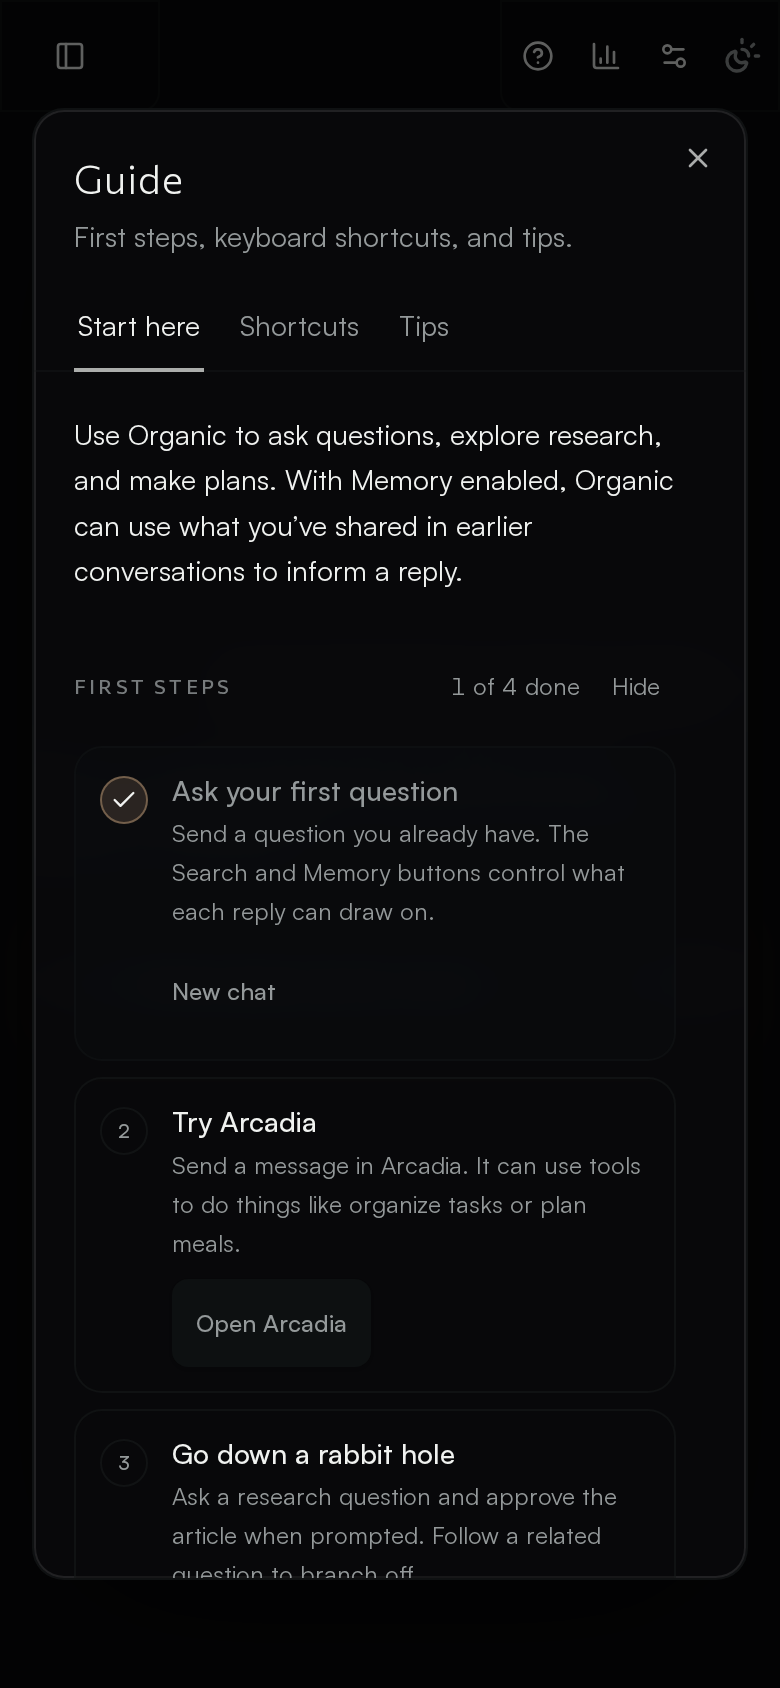 Guide
First steps, keyboard shortcuts, and tips.
Start here Shortcuts Tips
Use Organic to ask questions, explore research,
and make plans. With Memory enabled, Organic
can use what you’ve shared in earlier
conversations to inform a reply.
FIRST STEPS 1 of 4 done Hide
Ask your first question
Send a question you already have. The
Search and Memory buttons control what
each reply can draw on.
New chat
2 Try Arcadia
Send a message in Arcadia. It can use tools
to do things like organize tasks or plan
meals.
Open Arcadia
3 Go down a rabbit hole
Ask a research question and approve the
article when prompted. Follow a related
question to branch off.